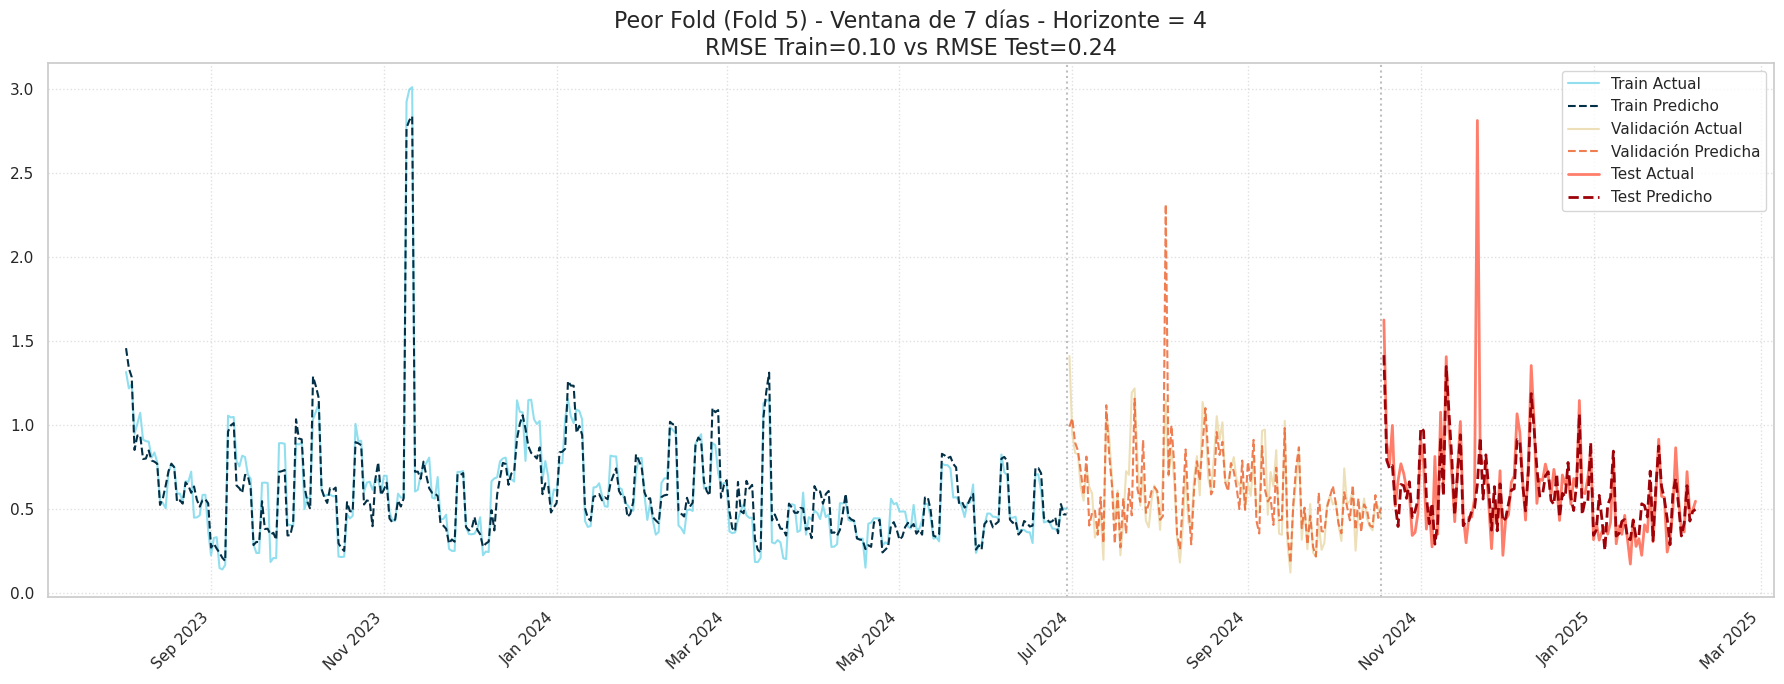 Peor Fold (Fold 5) - Ventana de 7 días - Horizonte = 4
RMSE Train=0.10 vs RMSE Test=0.24
3.0
2.5
2.0
1.5
1.0
0.5
0.0
Train Actual
Train Predicho
Validación Actual
Validación Predicha
Test Actual
Test Predicho
Sep 2023
Nov 2023
Jan 2024
Mar 2024
May 2024
Jul 2024
Sep 2024
Nov 2024
Jan 2025
Mar 2025